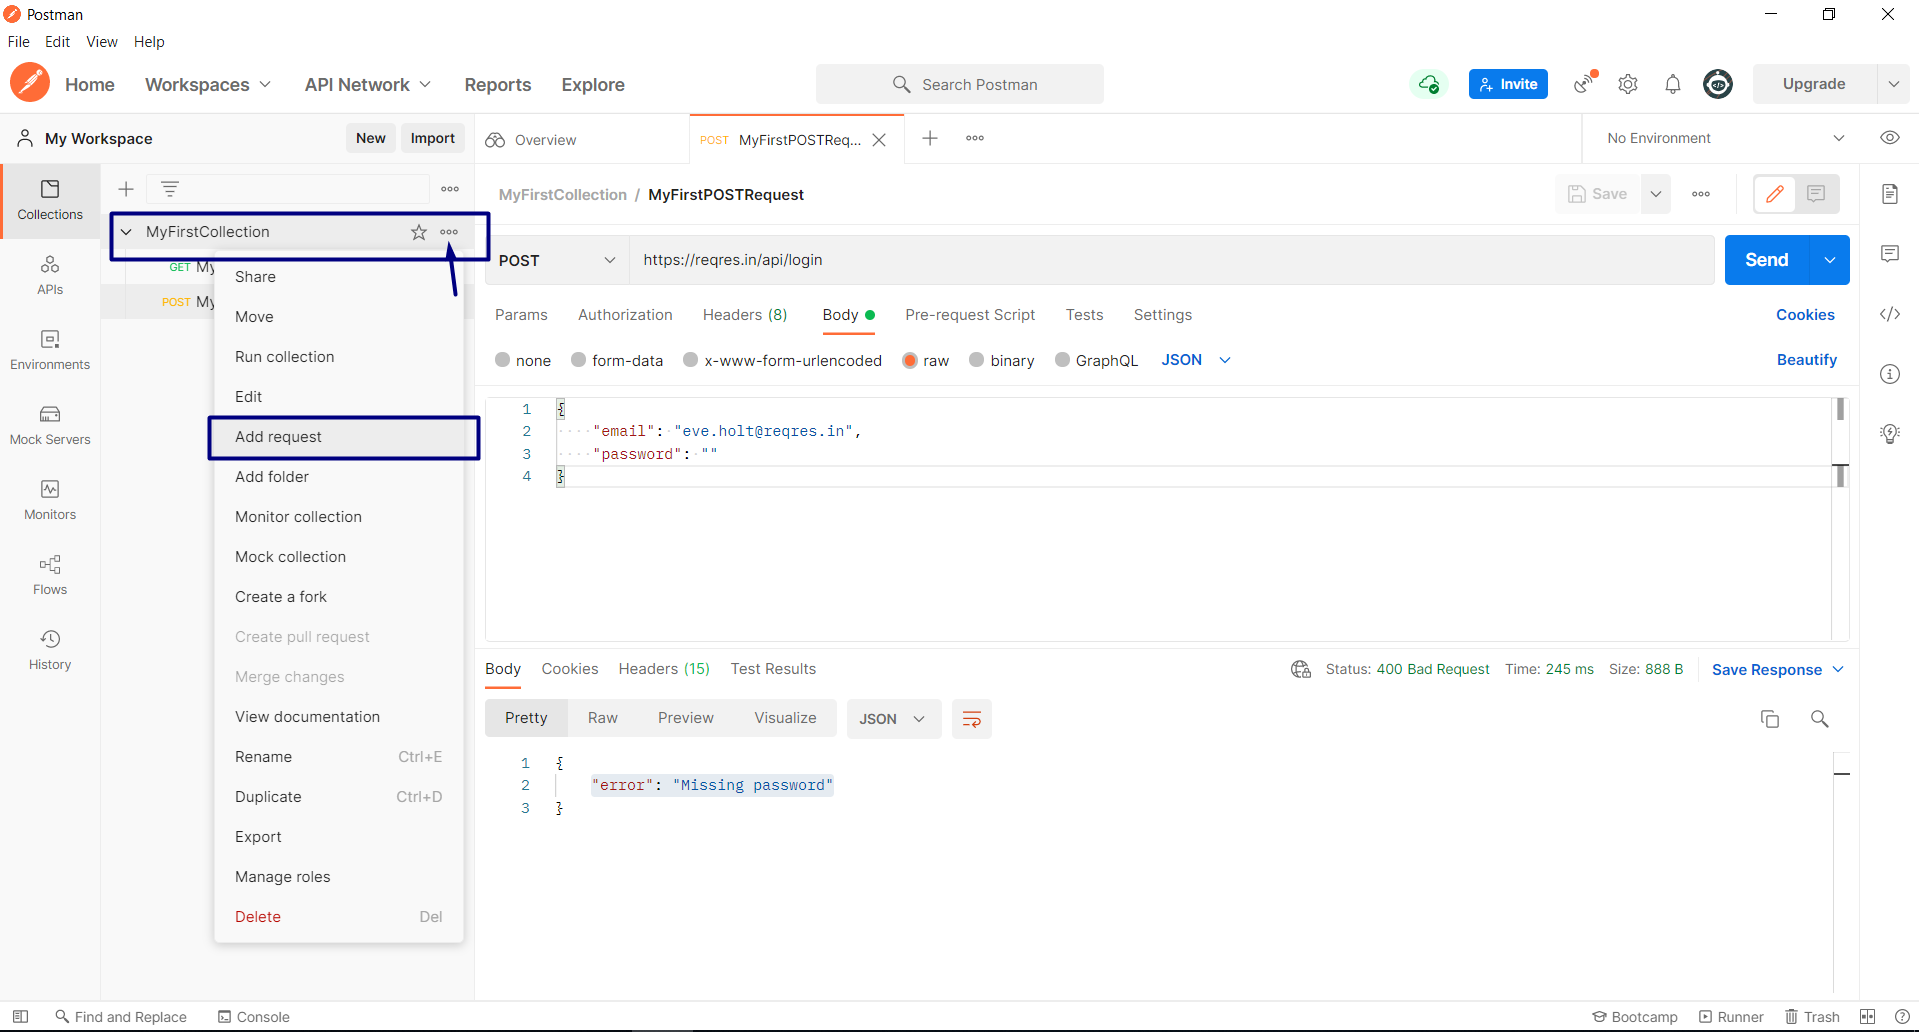 Postman
File Edit View Help
Home Workspaces API Network Reports Explore Search Postman Invite Upgrade
My Workspace New Import Overview POST MyFirstPOSTReq... No Environment
Collections
APIs
Environments
Mock Servers
Monitors
Flows
History
MyFirstCollection
GET My
POST My
Share
Move
Run collection
Edit
Add request
Add folder
Monitor collection
Mock collection
Create a fork
Create pull request
Merge changes
View documentation
Rename Ctrl+E
Duplicate Ctrl+D
Export
Manage roles
Delete Del
MyFirstCollection / MyFirstPOSTRequest Save
POST https://reqres.in/api/login Send
Params Authorization Headers (8) Body Pre-request Script Tests Settings Cookies
none form-data x-www-form-urlencoded raw binary GraphQL JSON Beautify
1 {
2 "email": "eve.holt@reqres.in",
3 "password": ""
4 }
Body Cookies Headers (15) Test Results Status: 400 Bad Request Time: 245 ms Size: 888 B Save Response
Pretty Raw Preview Visualize JSON
1 {
2 "error": "Missing password"
3 }
Find and Replace Console Bootcamp Runner Trash